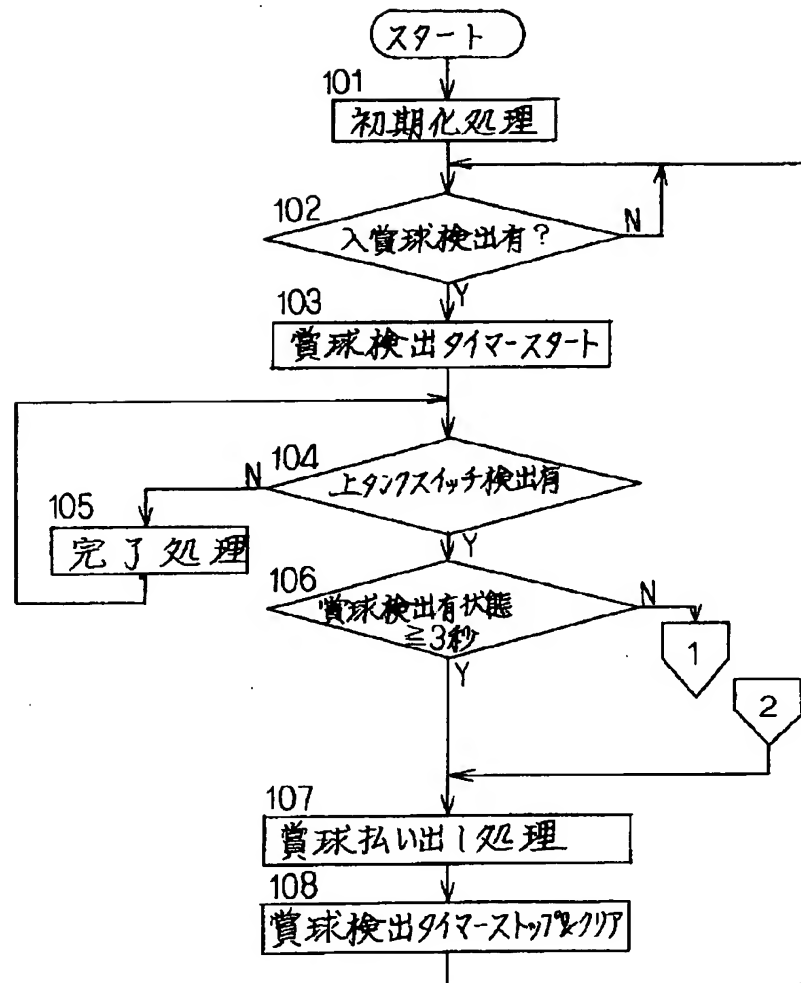 スタート
101
初期化処理
102
入賞球検出有?
N
Y
103
賞球検出タイマースタート
104
N
上タンクスイッチ検出有
Y
105
完了処理
106
賞球検出有状態
≧3秒
N
Y
1
2
107
賞球払い出し処理
108
賞球検出タイマーストップ&クリア